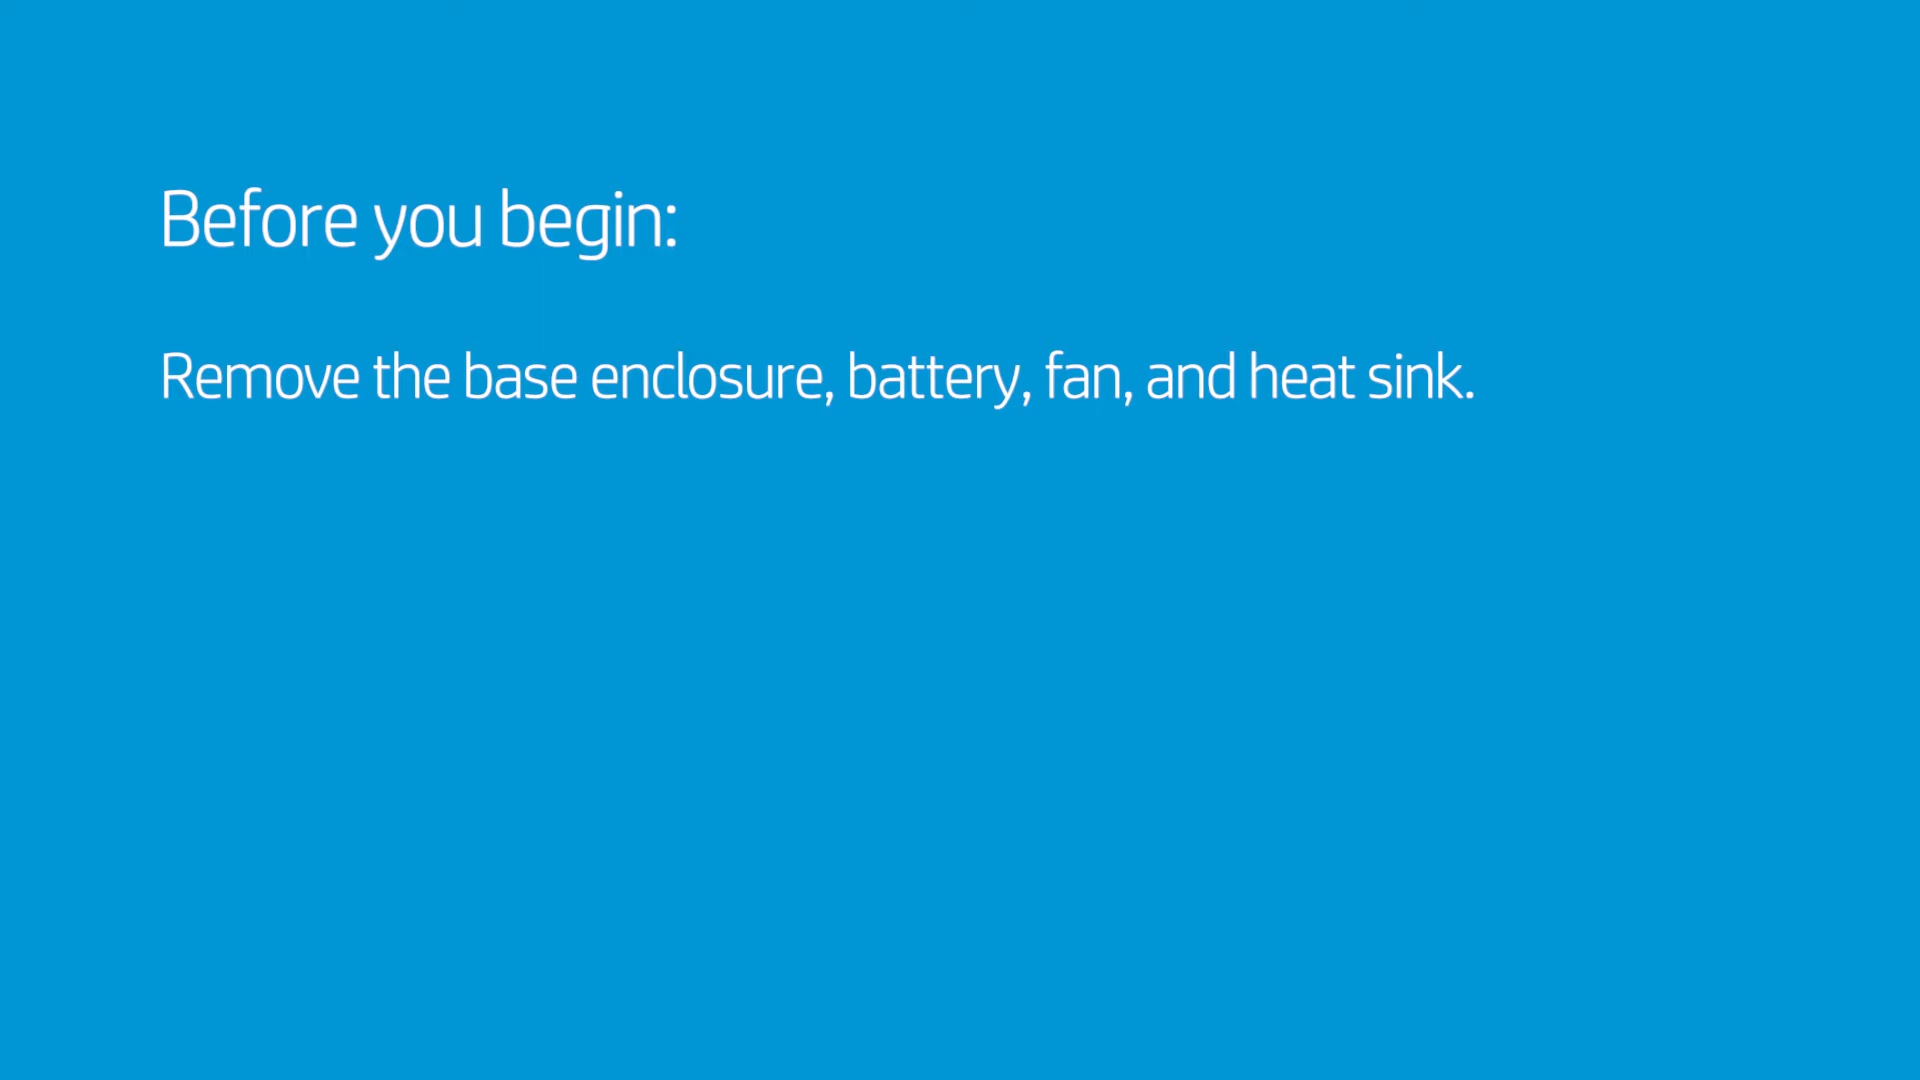 Before you begin:
Remove the base enclosure, battery, fan, and heat sink.